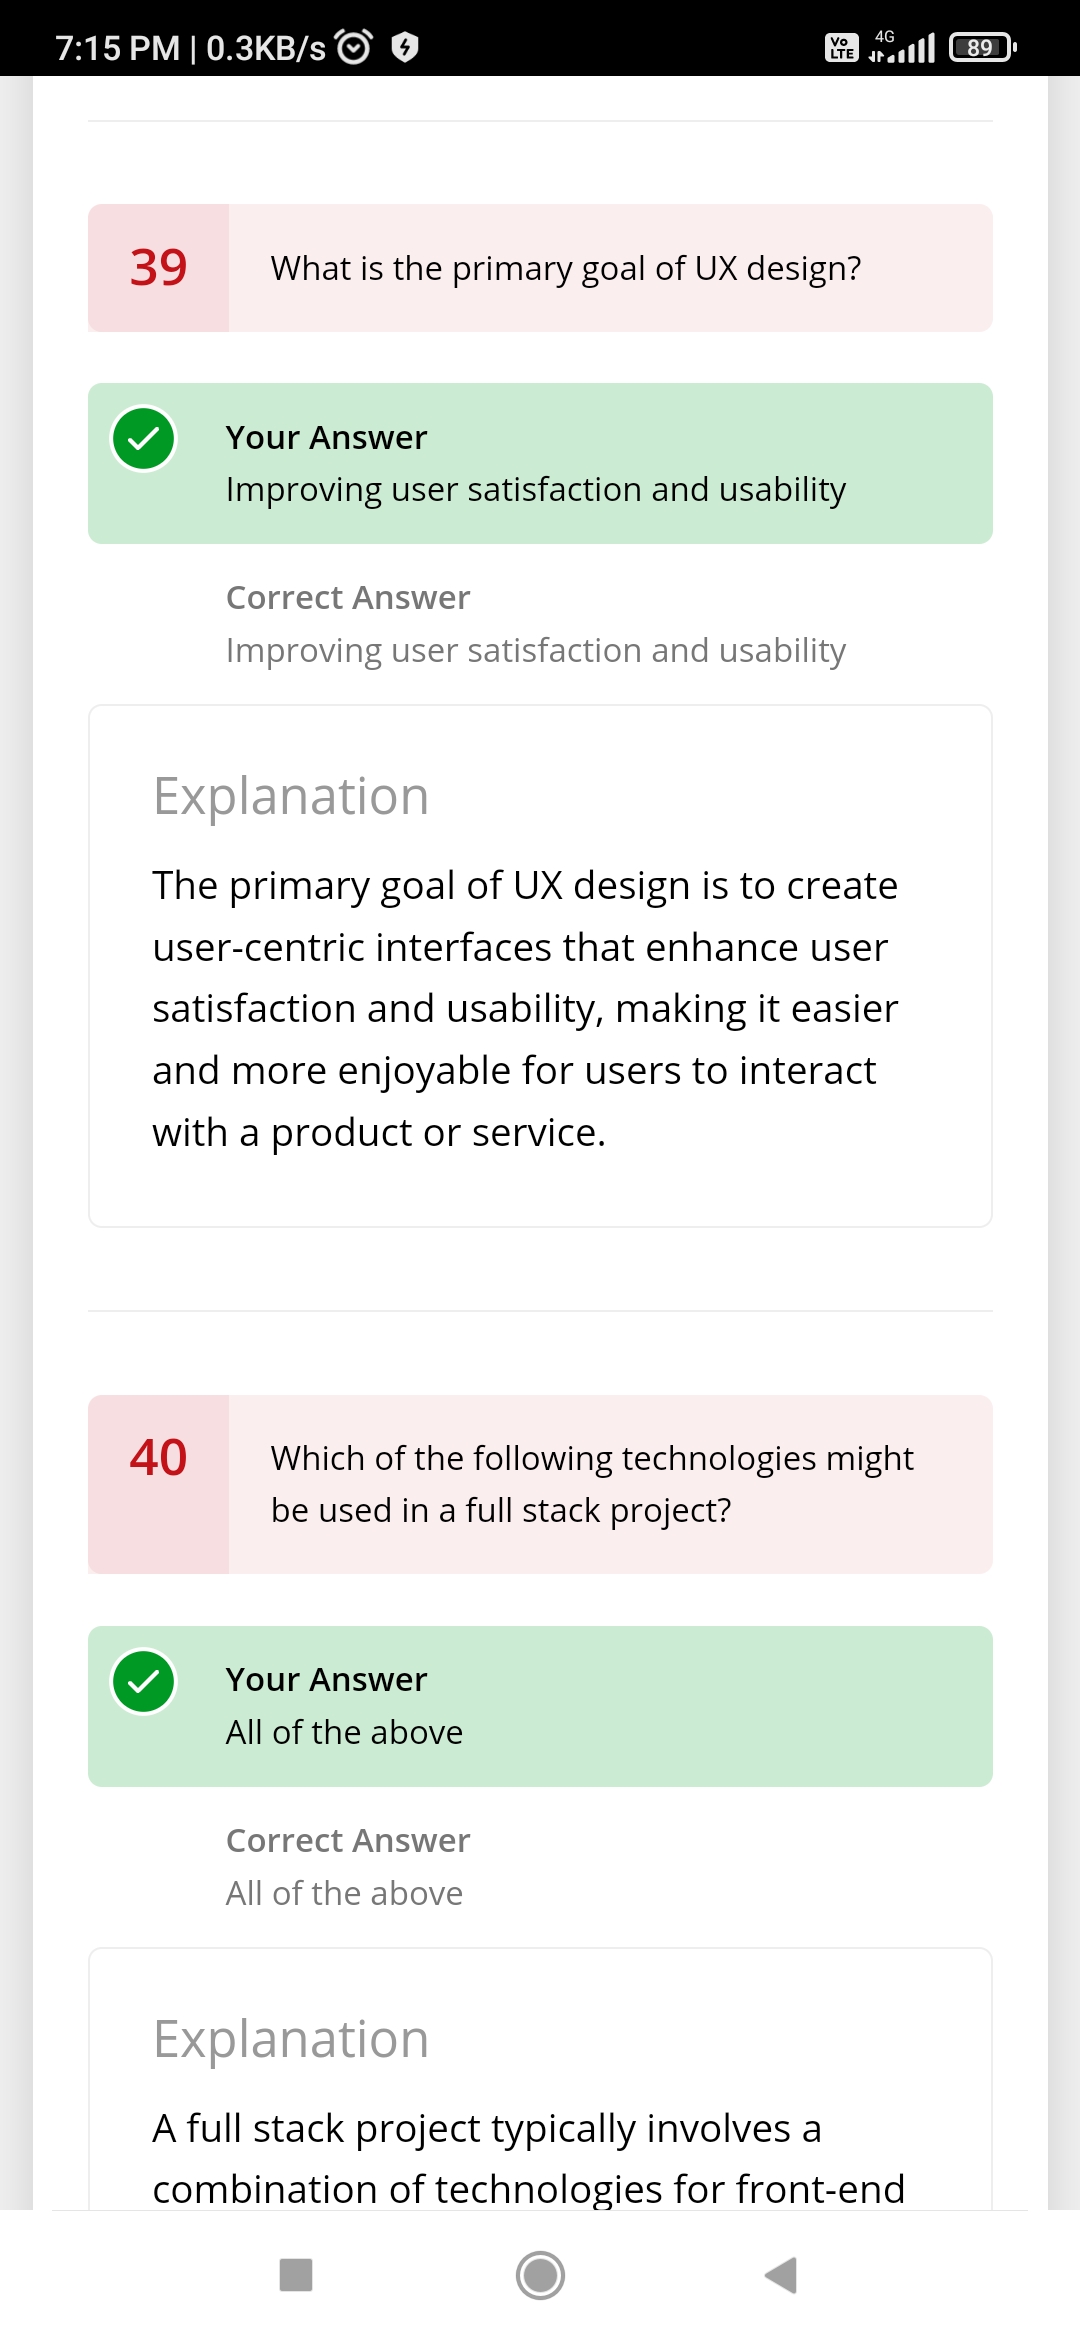 7:15 PM | 0.3KB/s
Vo LTE 4G 89
39 What is the primary goal of UX design?
Your Answer
Improving user satisfaction and usability
Correct Answer
Improving user satisfaction and usability
Explanation
The primary goal of UX design is to create
user-centric interfaces that enhance user
satisfaction and usability, making it easier
and more enjoyable for users to interact
with a product or service.
40 Which of the following technologies might
be used in a full stack project?
Your Answer
All of the above
Correct Answer
All of the above
Explanation
A full stack project typically involves a
combination of technologies for front-end